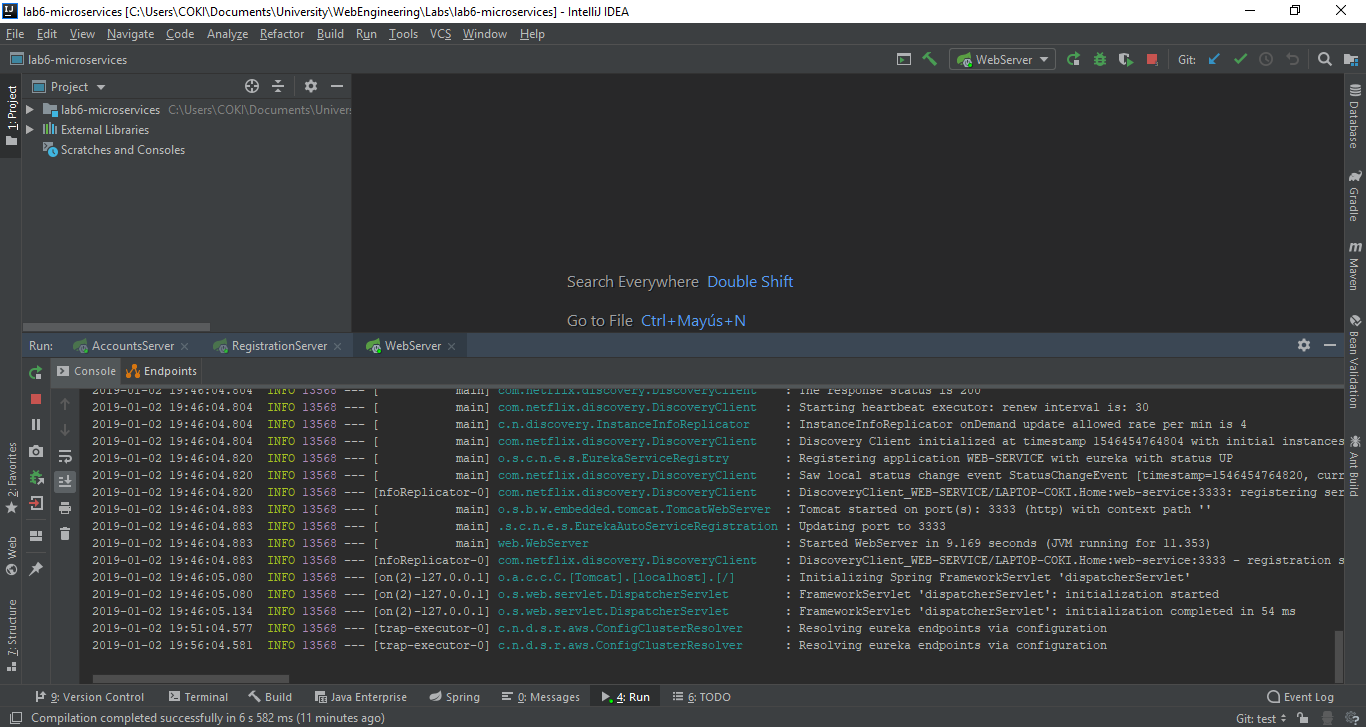 lab6-microservices [C:\Users\COKI\Documents\University\WebEngineering\Labs\lab6-microservices] - IntelliJ IDEA
File Edit View Navigate Code Analyze Refactor Build Run Tools VCS Window Help
lab6-microservices WebServer Git:
1: Project Project
lab6-microservices C:\Users\COKI\Documents\Univer
External Libraries
Scratches and Consoles
Database
Gradle
Maven
Bean Validation
Ant Build
Search Everywhere Double Shift
Go to File Ctrl+Mayús+N
Run: AccountsServer RegistrationServer WebServer
Console Endpoints
2: Favorites
Web
7: Structure
2019-01-02 19:46:04.804 INFO 13568 --- [ main] com.netflix.discovery.DiscoveryClient : The response status is 200
2019-01-02 19:46:04.804 INFO 13568 --- [ main] com.netflix.discovery.DiscoveryClient : Starting heartbeat executor: renew interval is: 30
2019-01-02 19:46:04.804 INFO 13568 --- [ main] c.n.discovery.InstanceInfoReplicator : InstanceInfoReplicator onDemand update allowed rate per min is 4
2019-01-02 19:46:04.804 INFO 13568 --- [ main] com.netflix.discovery.DiscoveryClient : Discovery Client initialized at timestamp 1546454764804 with initial instances
2019-01-02 19:46:04.820 INFO 13568 --- [ main] o.s.c.n.e.s.EurekaServiceRegistry : Registering application WEB-SERVICE with eureka with status UP
2019-01-02 19:46:04.820 INFO 13568 --- [ main] com.netflix.discovery.DiscoveryClient : Saw local status change event StatusChangeEvent [timestamp=1546454764820, curr
2019-01-02 19:46:04.820 INFO 13568 --- [nfoReplicator-0] com.netflix.discovery.DiscoveryClient : DiscoveryClient_WEB-SERVICE/LAPTOP-COKI.Home:web-service:3333: registering ser
2019-01-02 19:46:04.883 INFO 13568 --- [ main] o.s.b.w.embedded.tomcat.TomcatWebServer : Tomcat started on port(s): 3333 (http) with context path ''
2019-01-02 19:46:04.883 INFO 13568 --- [ main] .s.c.n.e.s.EurekaAutoServiceRegistration : Updating port to 3333
2019-01-02 19:46:04.883 INFO 13568 --- [ main] web.WebServer : Started WebServer in 9.169 seconds (JVM running for 11.353)
2019-01-02 19:46:04.883 INFO 13568 --- [nfoReplicator-0] com.netflix.discovery.DiscoveryClient : DiscoveryClient_WEB-SERVICE/LAPTOP-COKI.Home:web-service:3333 - registration s
2019-01-02 19:46:05.080 INFO 13568 --- [on(2)-127.0.0.1] o.a.c.c.C.[Tomcat].[localhost].[/] : Initializing Spring FrameworkServlet 'dispatcherServlet'
2019-01-02 19:46:05.080 INFO 13568 --- [on(2)-127.0.0.1] o.s.web.servlet.DispatcherServlet : FrameworkServlet 'dispatcherServlet': initialization started
2019-01-02 19:46:05.134 INFO 13568 --- [on(2)-127.0.0.1] o.s.web.servlet.DispatcherServlet : FrameworkServlet 'dispatcherServlet': initialization completed in 54 ms
2019-01-02 19:51:04.577 INFO 13568 --- [trap-executor-0] c.n.d.s.r.aws.ConfigClusterResolver : Resolving eureka endpoints via configuration
2019-01-02 19:56:04.581 INFO 13568 --- [trap-executor-0] c.n.d.s.r.aws.ConfigClusterResolver : Resolving eureka endpoints via configuration
9: Version Control Terminal Build Java Enterprise Spring 0: Messages 4: Run 6: TODO Event Log
Compilation completed successfully in 6 s 582 ms (11 minutes ago) Git: test